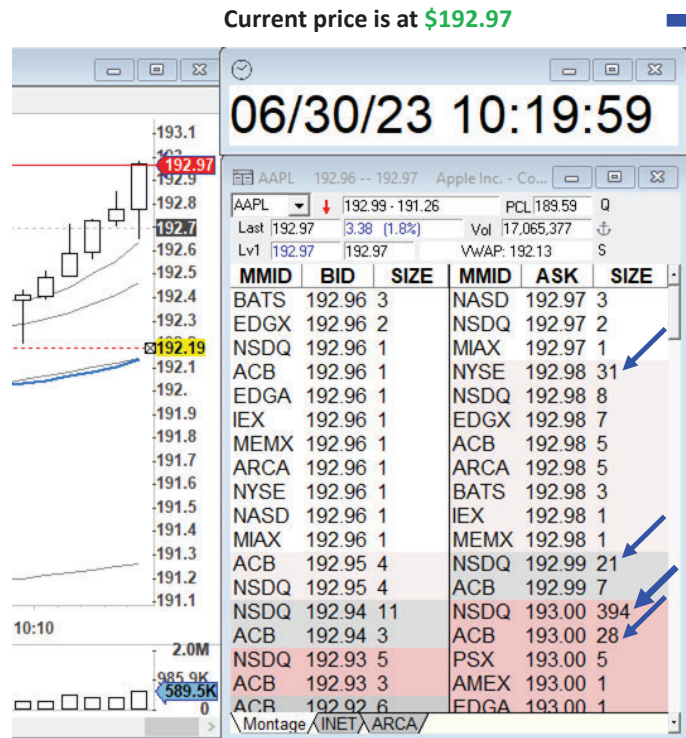 Current price is at $192.97
06/30/23 10:19:59
193.1
192.97
192.9
192.8
192.7
192.6
192.5
192.4
192.3
192.19
192.1
192.
191.9
191.8
191.7
191.6
191.5
191.4
191.3
191.2
191.1
10:10
2.0M
985.9K
589.5K
0
AAPL 192.96 -- 192.97 Apple Inc. - Co...
AAPL 192.99 - 191.26 PCL 189.59 Q
Last 192.97 3.38 (1.8%) Vol 17,065,377
Lv1 192.97 192.97 VWAP: 192.13 S
MMID BID SIZE MMID ASK SIZE
BATS 192.96 3 NASD 192.97 3
EDGX 192.96 2 NSDQ 192.97 2
NSDQ 192.96 1 MIAX 192.97 1
ACB 192.96 1 NYSE 192.98 31
EDGA 192.96 1 NSDQ 192.98 8
IEX 192.96 1 EDGX 192.98 7
MEMX 192.96 1 ACB 192.98 5
ARCA 192.96 1 ARCA 192.98 5
NYSE 192.96 1 BATS 192.98 3
NASD 192.96 1 IEX 192.98 1
MIAX 192.96 1 MEMX 192.98 1
ACB 192.95 4 NSDQ 192.99 21
NSDQ 192.95 4 ACB 192.99 7
NSDQ 192.94 11 NSDQ 193.00 394
ACB 192.94 3 ACB 193.00 28
NSDQ 192.93 5 PSX 193.00 5
ACB 192.93 3 AMEX 193.00 1
ACB 192.92 6 EDGA 193.00 1
Montage INET ARCA